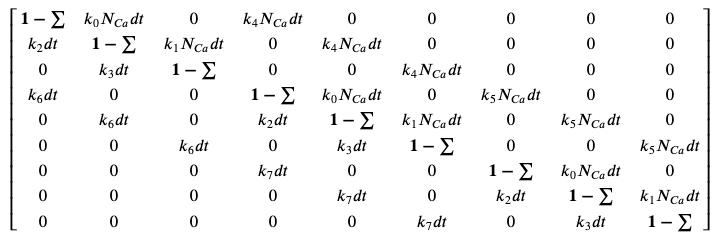 1 − ∑ k₀N_Ca dt 0 k₄N_Ca dt 0 0 0 0 0
k₂dt 1 − ∑ k₁N_Ca dt 0 k₄N_Ca dt 0 0 0 0
0 k₃dt 1 − ∑ 0 0 k₄N_Ca dt 0 0 0
k₆dt 0 0 1 − ∑ k₀N_Ca dt 0 k₅N_Ca dt 0 0
0 k₆dt 0 k₂dt 1 − ∑ k₁N_Ca dt 0 k₅N_Ca dt 0
0 0 k₆dt 0 k₃dt 1 − ∑ 0 0 k₅N_Ca dt
0 0 0 k₇dt 0 0 1 − ∑ k₀N_Ca dt 0
0 0 0 0 k₇dt 0 k₂dt 1 − ∑ k₁N_Ca dt
0 0 0 0 0 k₇dt 0 k₃dt 1 − ∑